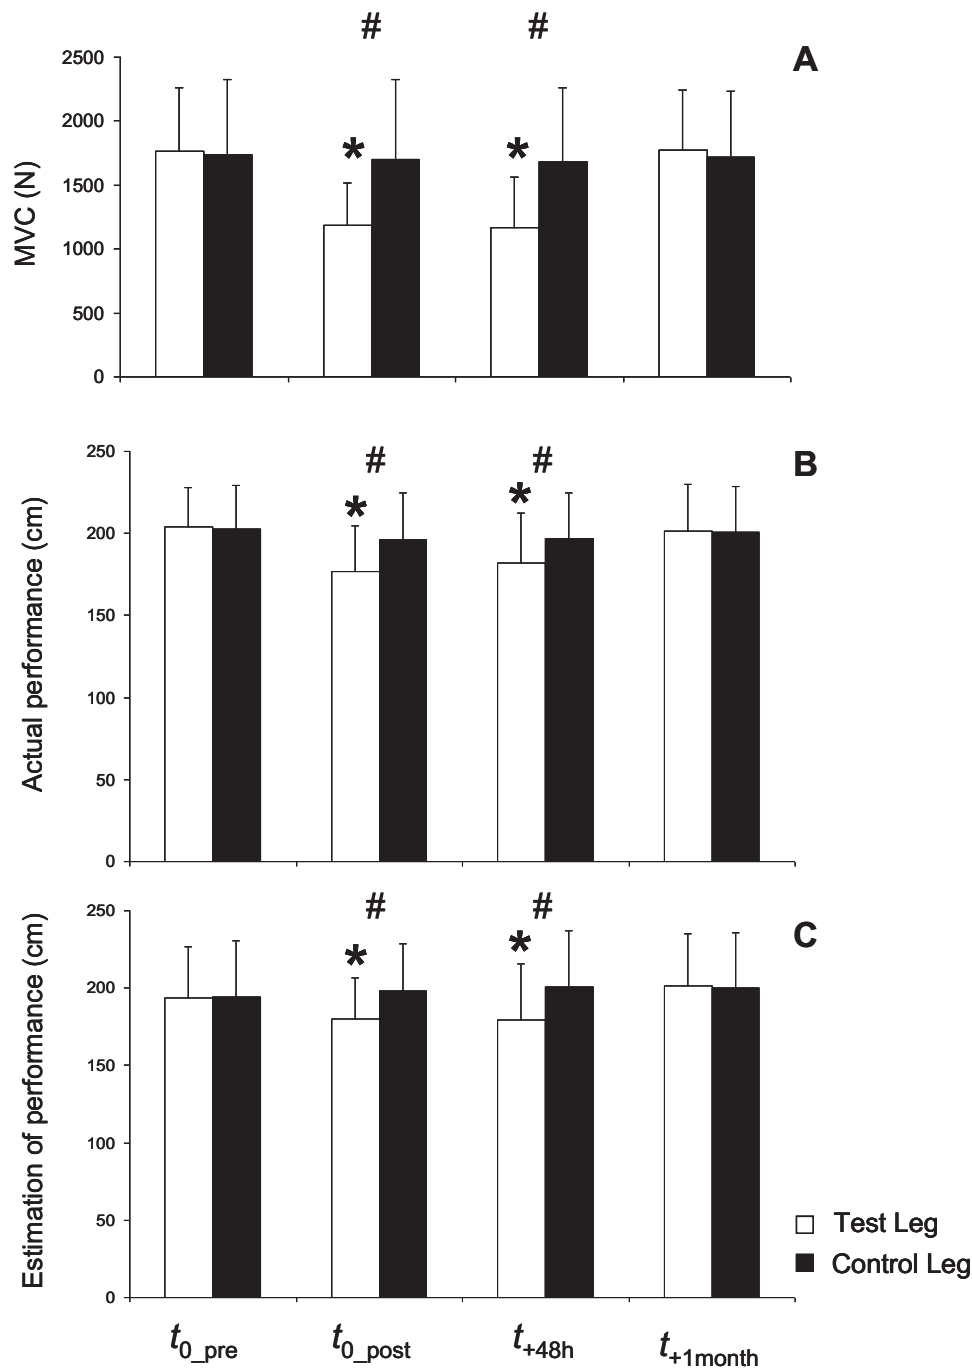 # #
A
2500
2000
1500
1000
500
0
MVC (N)
* *
# #
B
250
200
150
100
50
0
Actual performance (cm)
* *
# #
C
250
200
150
100
50
0
Estimation of performance (cm)
* *
Test Leg
Control Leg
t0_pre t0_post t+48h t+1month